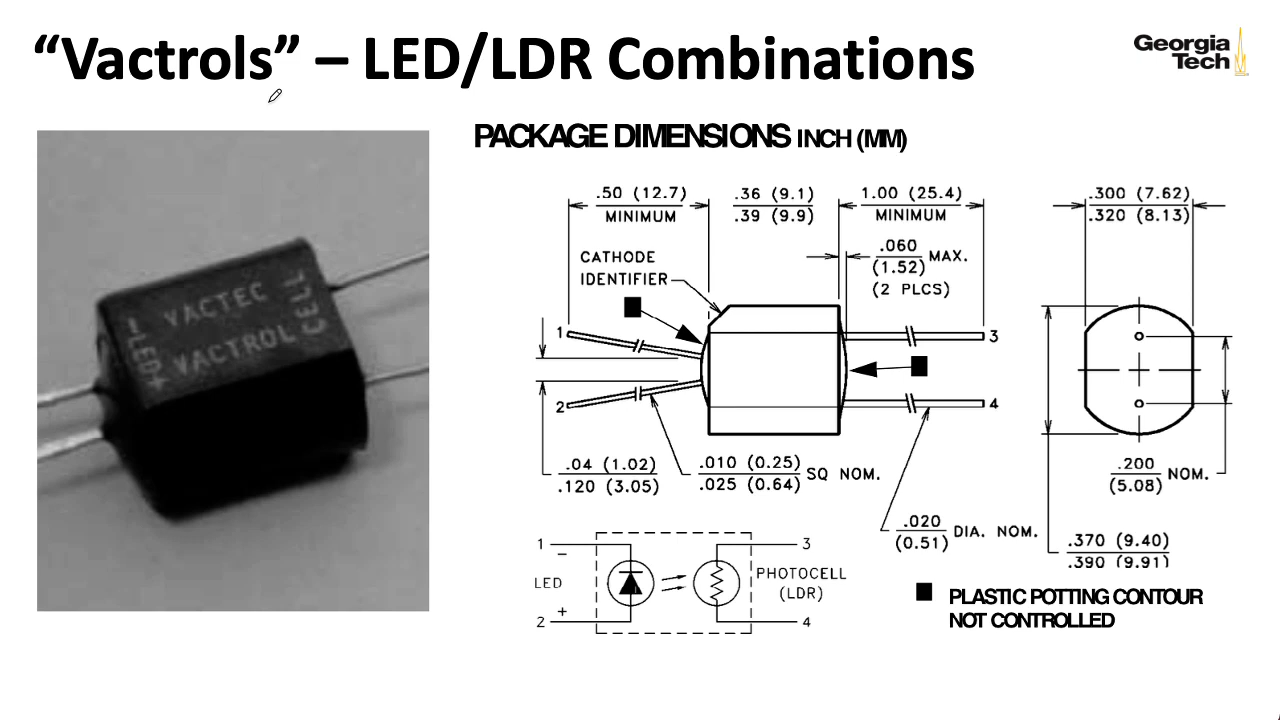 “Vactrols” – LED/LDR Combinations
Georgia
Tech
PACKAGE DIMENSIONS INCH (MM)
.50 (12.7)
MINIMUM
.36 (9.1)
.39 (9.9)
1.00 (25.4)
MINIMUM
.300 (7.62)
.320 (8.13)
CATHODE
IDENTIFIER
.060
(1.52)
MAX.
(2 PLCS)
VACTEC
VACTROL
CELL
–LED+
1
2
3
4
.04 (1.02)
.120 (3.05)
.010 (0.25)
.025 (0.64)
SQ NOM.
.200
(5.08)
NOM.
.020
(0.51)
DIA. NOM.
.370 (9.40)
.390 (9.91)
1
−
LED
+
2
3
PHOTOCELL
(LDR)
4
PLASTIC POTTING CONTOUR
NOT CONTROLLED